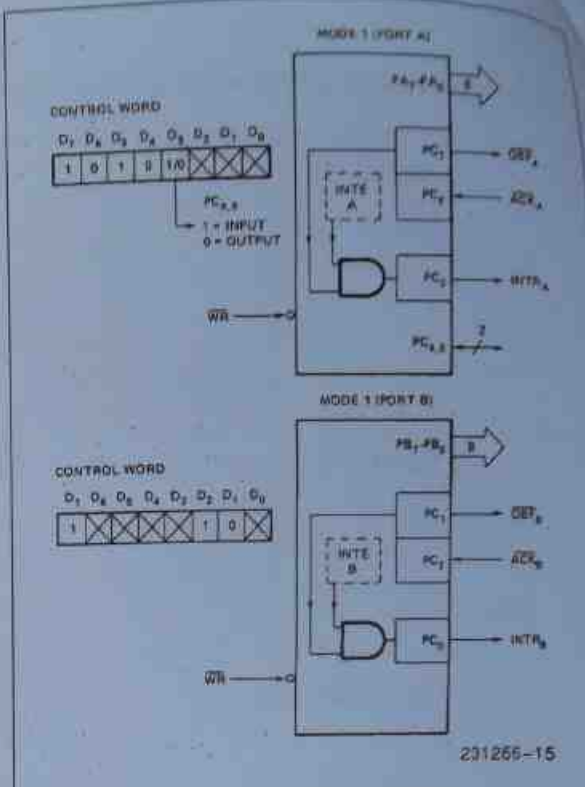 MODE 1 (PORT A)
PA7-PA0 8
CONTROL WORD
D7 D6 D5 D4 D3 D2 D1 D0
1 0 1 0 1/0
PC4,5
1 = INPUT
0 = OUTPUT
PC7 OBFA
INTE
A
PC6 ACKA
PC3 INTRA
WR
PC4,5 2
MODE 1 (PORT B)
PB7-PB0 8
CONTROL WORD
D7 D6 D5 D4 D3 D2 D1 D0
1 1 0
PC1 OBFB
INTE
B
PC2 ACKB
PC0 INTRB
WR
231266-15